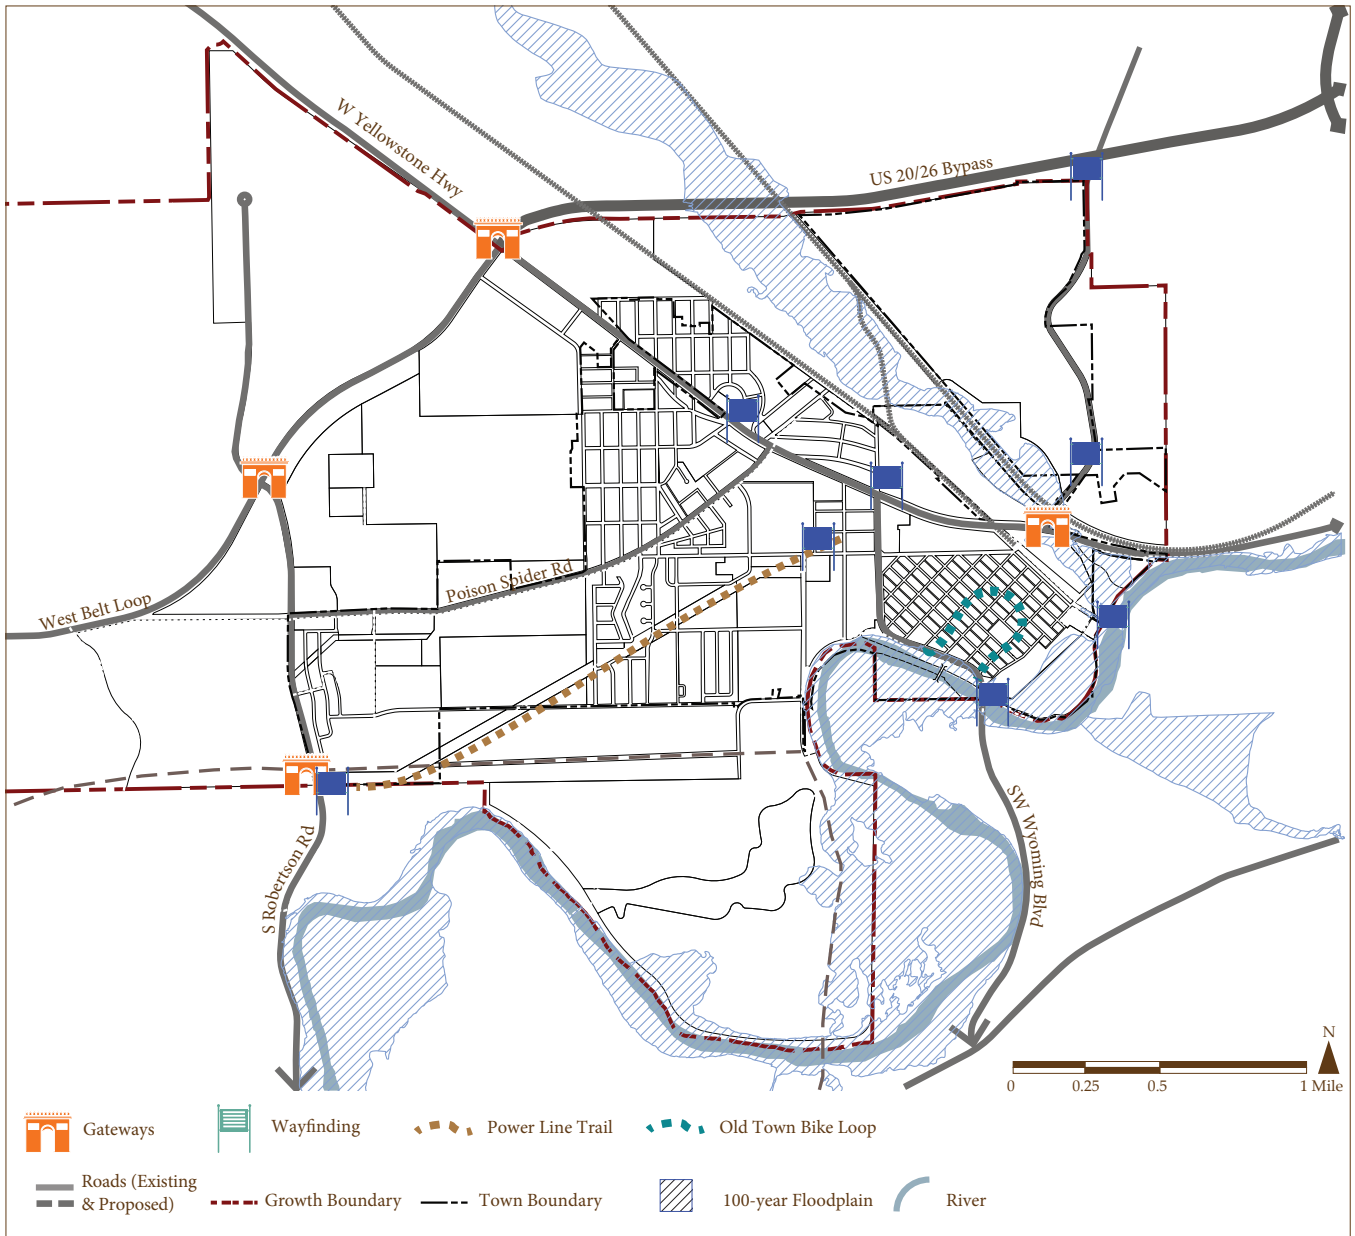 W Yellowstone Hwy
US 20/26 Bypass
West Belt Loop
Poison Spider Rd
S Robertson Rd
SW Wyoming Blvd
N
0 0.25 0.5 1 Mile
Gateways
Wayfinding
Power Line Trail
Old Town Bike Loop
Roads (Existing
& Proposed)
Growth Boundary
Town Boundary
100-year Floodplain
River